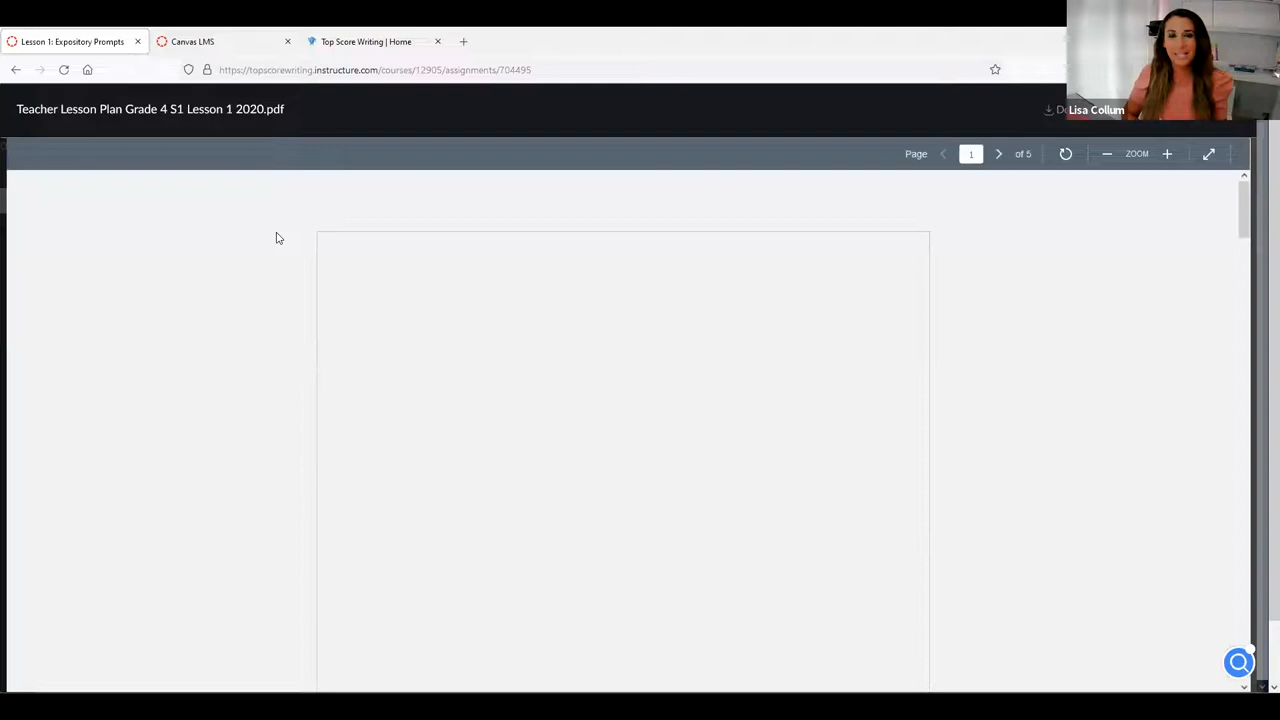 Lesson 1: Expository Prompts
Canvas LMS
Top Score Writing | Home
https://topscorewriting.instructure.com/courses/12905/assignments/704495
Teacher Lesson Plan Grade 4 S1 Lesson 1 2020.pdf
Lisa Collum
Page 1 of 5 ZOOM